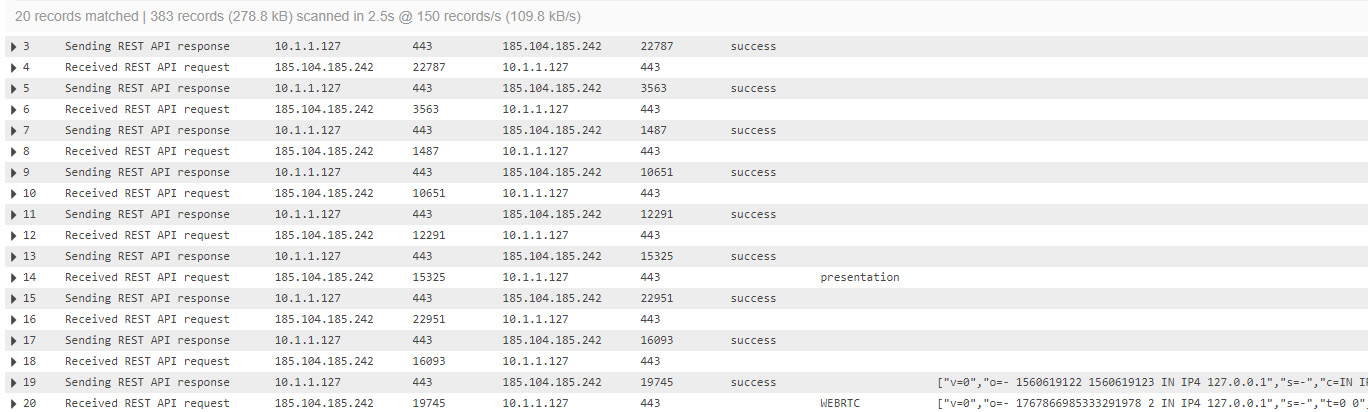 20 records matched | 383 records (278.8 kB) scanned in 2.5s @ 150 records/s (109.8 kB/s)
3 Sending REST API response 10.1.1.127 443 185.104.185.242 22787 success
4 Received REST API request 185.104.185.242 22787 10.1.1.127 443
5 Sending REST API response 10.1.1.127 443 185.104.185.242 3563 success
6 Received REST API request 185.104.185.242 3563 10.1.1.127 443
7 Sending REST API response 10.1.1.127 443 185.104.185.242 1487 success
8 Received REST API request 185.104.185.242 1487 10.1.1.127 443
9 Sending REST API response 10.1.1.127 443 185.104.185.242 10651 success
10 Received REST API request 185.104.185.242 10651 10.1.1.127 443
11 Sending REST API response 10.1.1.127 443 185.104.185.242 12291 success
12 Received REST API request 185.104.185.242 12291 10.1.1.127 443
13 Sending REST API response 10.1.1.127 443 185.104.185.242 15325 success
14 Received REST API request 185.104.185.242 15325 10.1.1.127 443 presentation
15 Sending REST API response 10.1.1.127 443 185.104.185.242 22951 success
16 Received REST API request 185.104.185.242 22951 10.1.1.127 443
17 Sending REST API response 10.1.1.127 443 185.104.185.242 16093 success
18 Received REST API request 185.104.185.242 16093 10.1.1.127 443
19 Sending REST API response 10.1.1.127 443 185.104.185.242 19745 success ["v=0","o=- 1560619122 1560619123 IN IP4 127.0.0.1","s=-","c=IN IP
20 Received REST API request 185.104.185.242 19745 10.1.1.127 443 WEBRTC ["v=0","o=- 1767866985333291978 2 IN IP4 127.0.0.1","s=-","t=0 0",